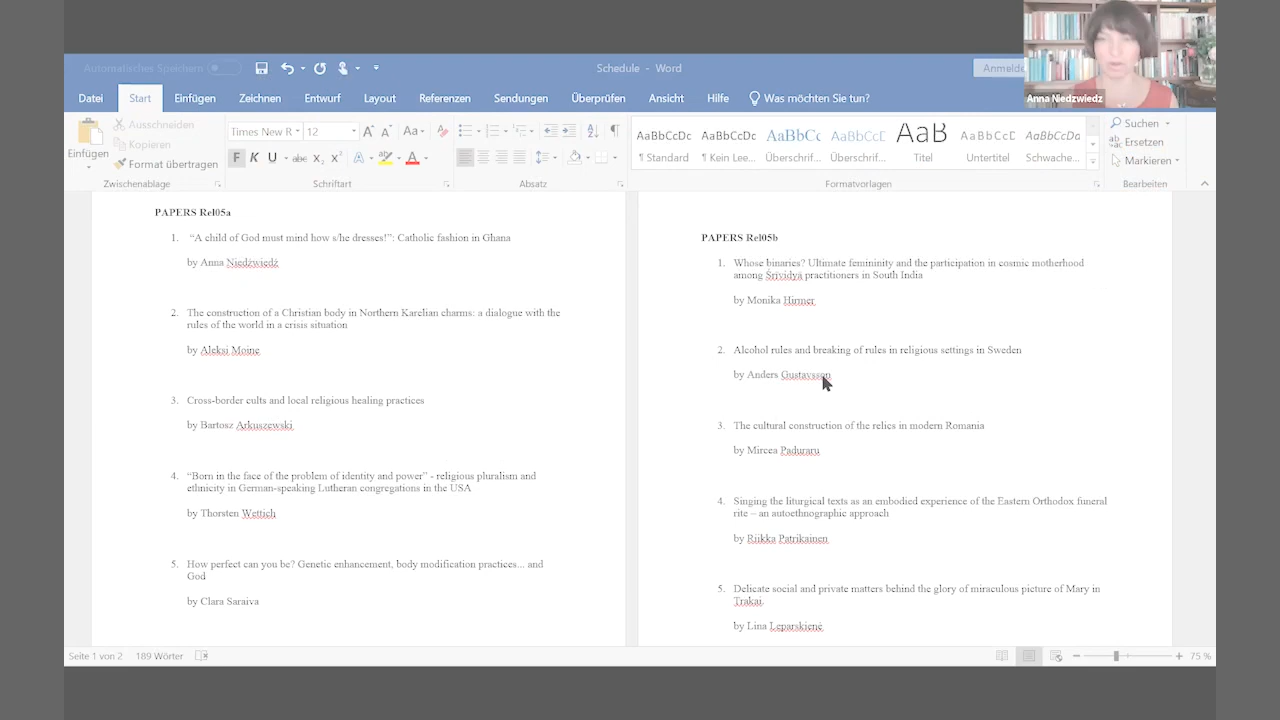 Automatisches Speichern
Schedule - Word
Anna Niedzwiedz
Datei Start Einfügen Zeichnen Entwurf Layout Referenzen Sendungen Überprüfen Ansicht Hilfe Was möchten Sie tun?
Einfügen
Ausschneiden
Kopieren
Format übertragen
Zwischenablage
Times New R 12
F K U abc
Schriftart
Absatz
AaBbCcDc AaBbCcDc AaBbCc AaBbCcD AaB AaBbCcD AaBbCcDa
¶ Standard ¶ Kein Lee... Überschrif... Überschrif... Titel Untertitel Schwache...
Formatvorlagen
Suchen
Ersetzen
Markieren
Bearbeiten
PAPERS Rel05a
1. “A child of God must mind how s/he dresses!”: Catholic fashion in Ghana
by Anna Niedźwiedź
2. The construction of a Christian body in Northern Karelian charms: a dialogue with the
rules of the world in a crisis situation
by Aleksi Moine
3. Cross-border cults and local religious healing practices
by Bartosz Arkuszewski
4. “Born in the face of the problem of identity and power” - religious pluralism and
ethnicity in German-speaking Lutheran congregations in the USA
by Thorsten Wettich
5. How perfect can you be? Genetic enhancement, body modification practices... and
God
by Clara Saraiva
PAPERS Rel05b
1. Whose binaries? Ultimate femininity and the participation in cosmic motherhood
among Śrīvidyā practitioners in South India
by Monika Hirmer
2. Alcohol rules and breaking of rules in religious settings in Sweden
by Anders Gustavsson
3. The cultural construction of the relics in modern Romania
by Mircea Paduraru
4. Singing the liturgical texts as an embodied experience of the Eastern Orthodox funeral
rite – an autoethnographic approach
by Riikka Patrikainen
5. Delicate social and private matters behind the glory of miraculous picture of Mary in
Trakai.
by Lina Leparskienė
Seite 1 von 2 189 Wörter
75 %